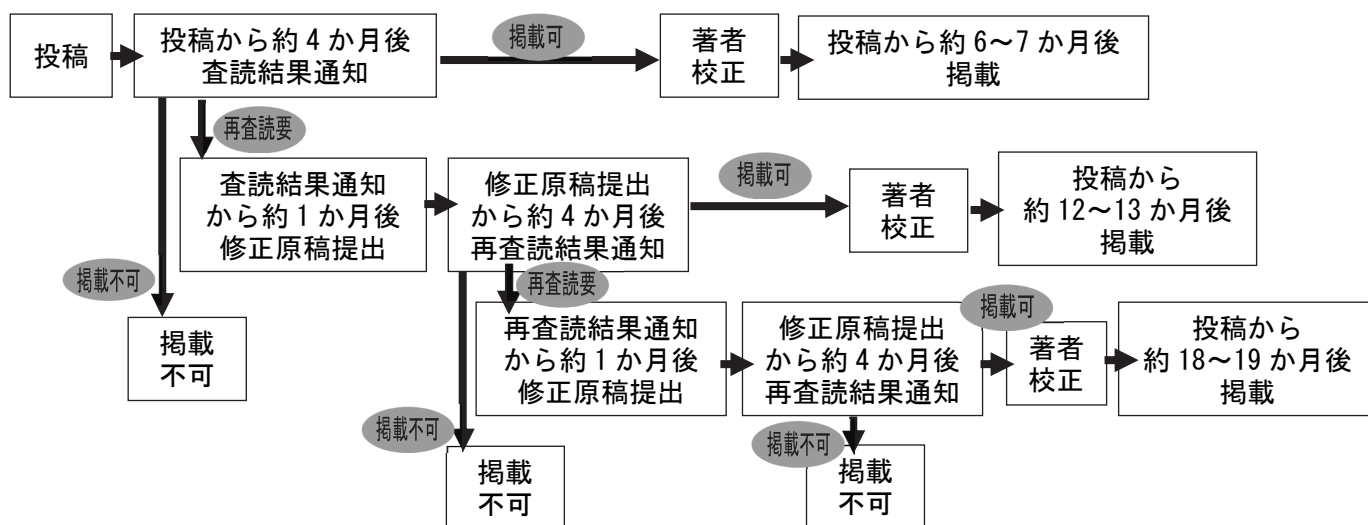 投稿
投稿から約 4 か月後
査読結果通知
掲載可
著者
校正
投稿から約 6～7 か月後
掲載
再査読要
査読結果通知
から約 1 か月後
修正原稿提出
修正原稿提出
から約 4 か月後
再査読結果通知
掲載可
著者
校正
投稿から
約 12～13 か月後
掲載
掲載不可
掲載
不可
再査読要
再査読結果通知
から約 1 か月後
修正原稿提出
修正原稿提出
から約 4 か月後
再査読結果通知
掲載可
著者
校正
投稿から
約 18～19 か月後
掲載
掲載不可
掲載
不可
掲載不可
掲載
不可